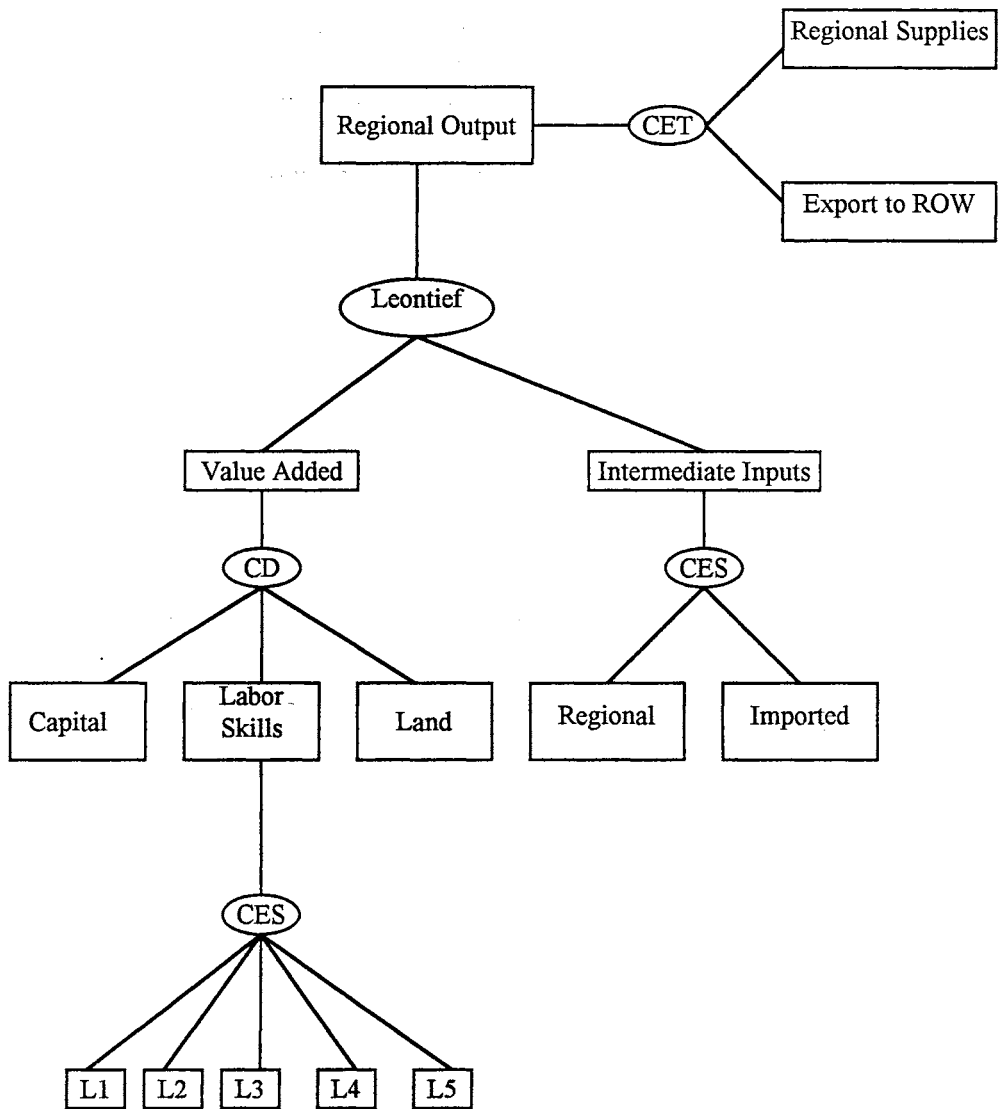 Regional Supplies
Regional Output
CET
Export to ROW
Leontief
Value Added
Intermediate Inputs
CD
CES
Capital
Labor
Skills
Land
Regional
Imported
CES
L1
L2
L3
L4
L5